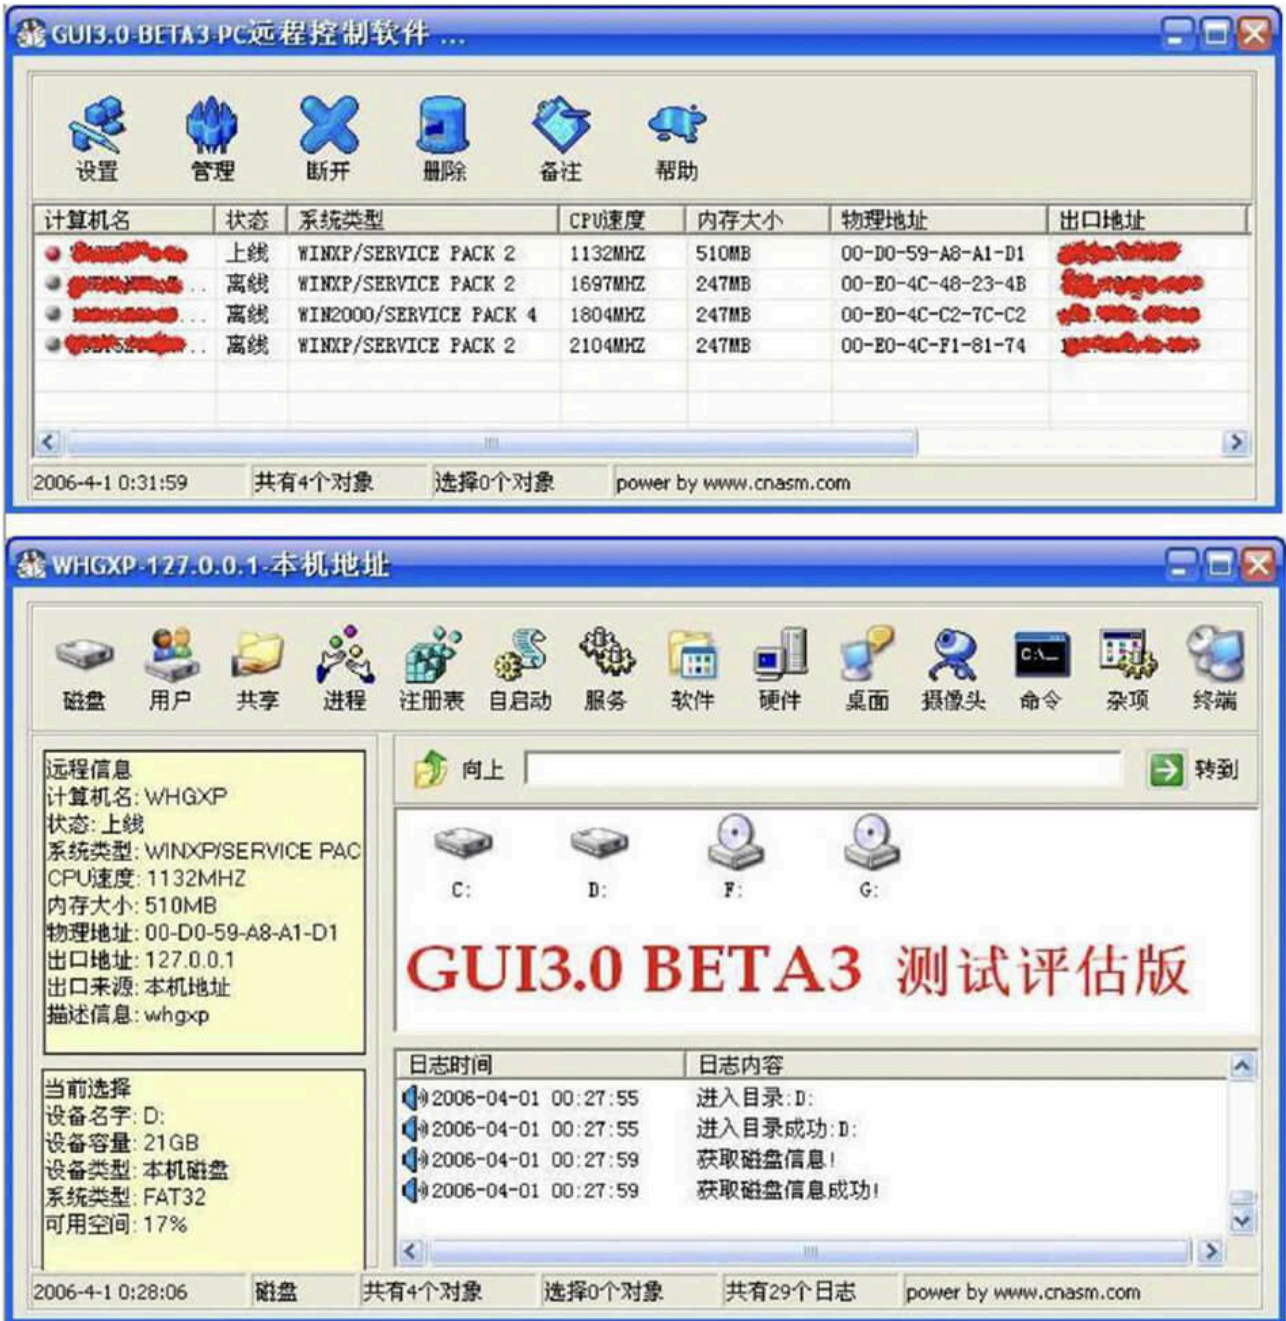 GUI3.0-BETA3-PC远程控制软件 ...
设置 管理 断开 删除 备注 帮助
计算机名 状态 系统类型 CPU速度 内存大小 物理地址 出口地址
上线 WINXP/SERVICE PACK 2 1132MHZ 510MB 00-D0-59-A8-A1-D1
离线 WINXP/SERVICE PACK 2 1697MHZ 247MB 00-E0-4C-48-23-4B
离线 WIN2000/SERVICE PACK 4 1804MHZ 247MB 00-E0-4C-C2-7C-C2
离线 WINXP/SERVICE PACK 2 2104MHZ 247MB 00-E0-4C-F1-81-74
2006-4-1 0:31:59 共有4个对象 选择0个对象 power by www.cnasm.com
WHGXP-127.0.0.1-本机地址
磁盘 用户 共享 进程 注册表 自启动 服务 软件 硬件 桌面 摄像头 命令 杂项 终端
远程信息
计算机名: WHGXP
状态: 上线
系统类型: WINXP/SERVICE PAC
CPU速度: 1132MHZ
内存大小: 510MB
物理地址: 00-D0-59-A8-A1-D1
出口地址: 127.0.0.1
出口来源: 本机地址
描述信息: whgxp
当前选择
设备名字: D:
设备容量: 21GB
设备类型: 本机磁盘
系统类型: FAT32
可用空间: 17%
向上 转到
C: D: F: G:
GUI3.0 BETA3 测试评估版
日志时间 日志内容
2006-04-01 00:27:55 进入目录:D:
2006-04-01 00:27:55 进入目录成功:D:
2006-04-01 00:27:59 获取磁盘信息!
2006-04-01 00:27:59 获取磁盘信息成功!
2006-4-1 0:28:06 磁盘 共有4个对象 选择0个对象 共有29个日志 power by www.cnasm.com